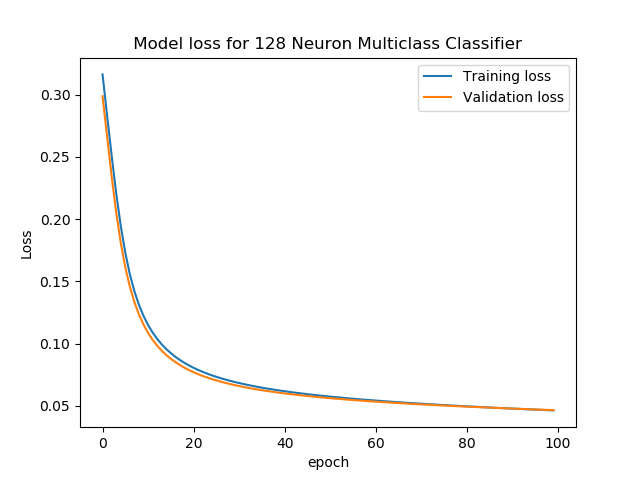 Model loss for 128 Neuron Multiclass Classifier
Training loss
Validation loss
Loss
0.30
0.25
0.20
0.15
0.10
0.05
0 20 40 60 80 100
epoch